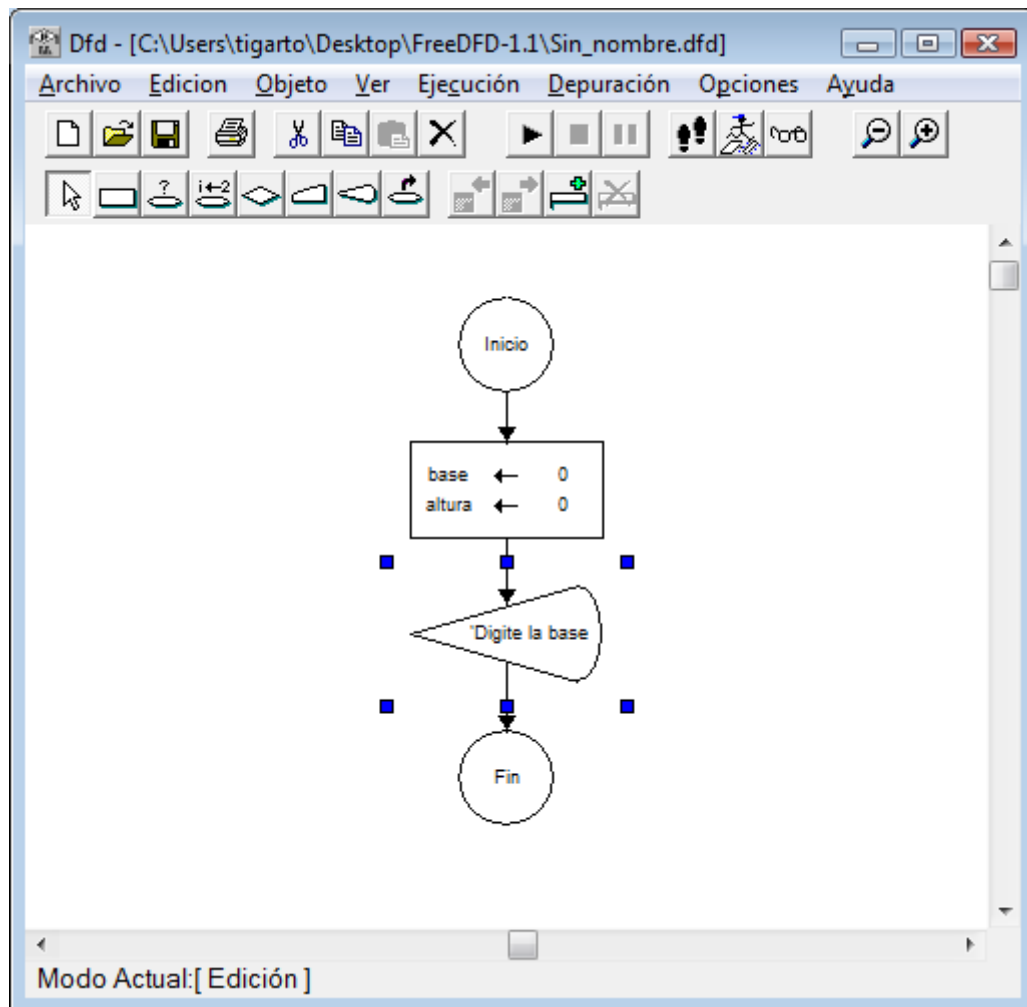 Dfd - [C:\Users\tigarto\Desktop\FreeDFD-1.1\Sin_nombre.dfd]
Archivo Edicion Objeto Ver Ejecución Depuración Opciones Ayuda
? i←2
Inicio
base ← 0
altura ← 0
'Digite la base
Fin
Modo Actual:[ Edición ]